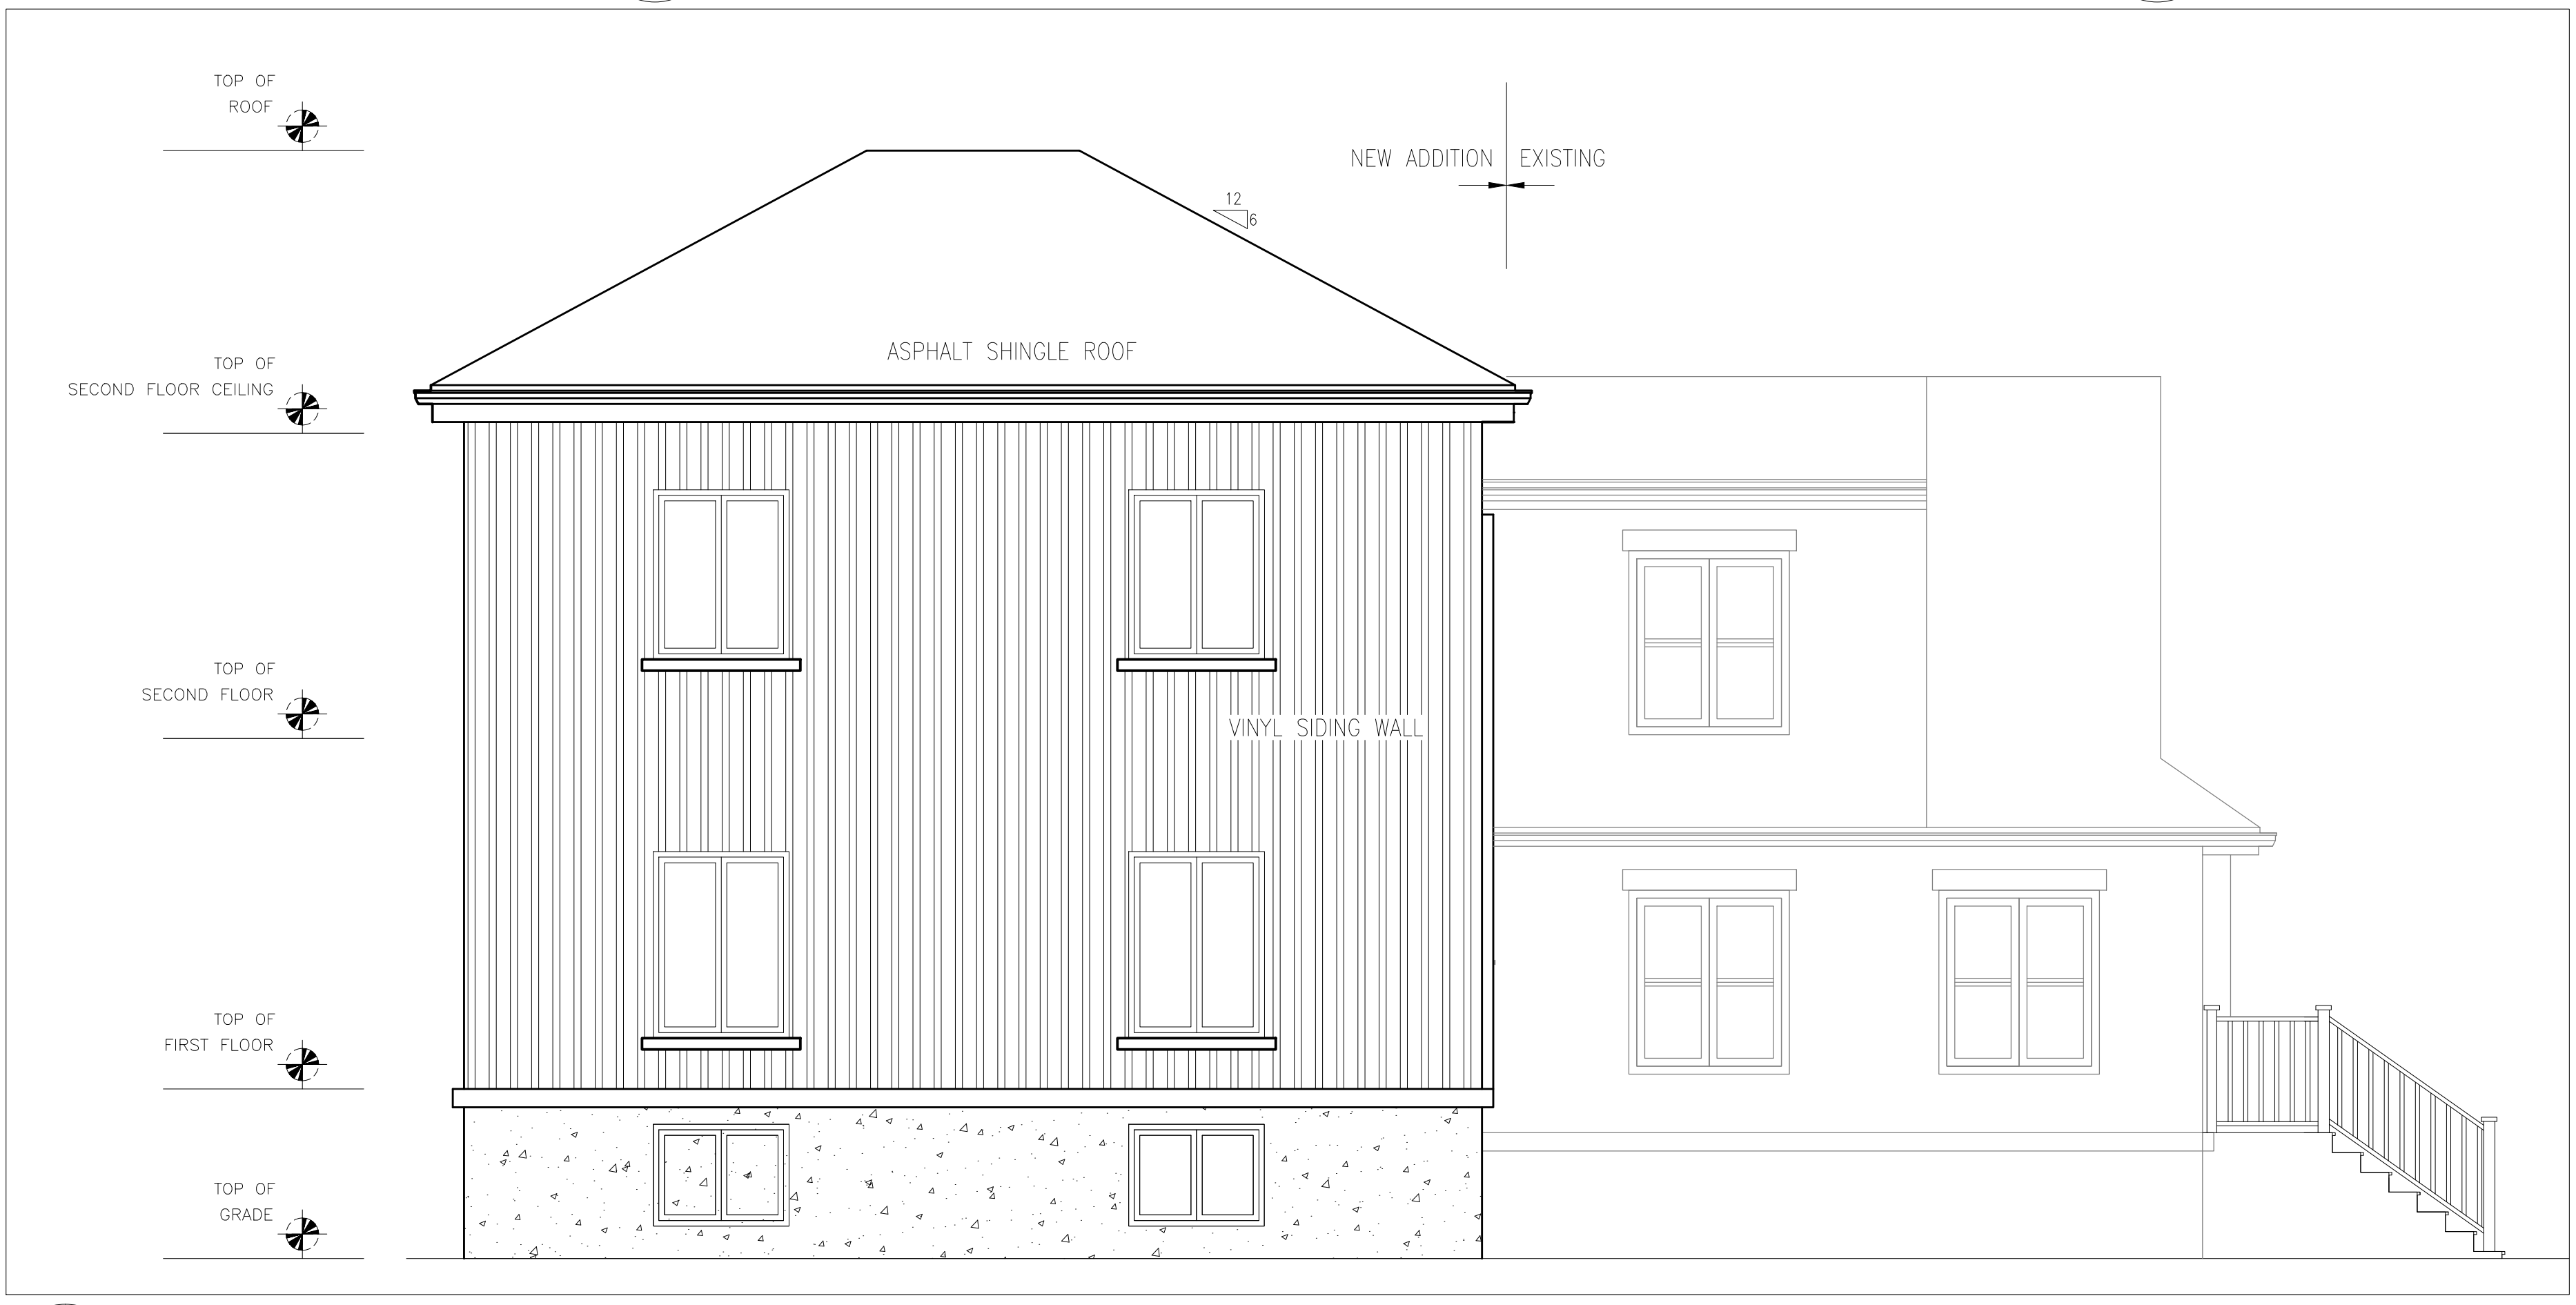 TOP OF
ROOF
NEW ADDITION
EXISTING
12
6
ASPHALT SHINGLE ROOF
TOP OF
SECOND FLOOR CEILING
TOP OF
SECOND FLOOR
VINYL SIDING WALL
TOP OF
FIRST FLOOR
TOP OF
GRADE